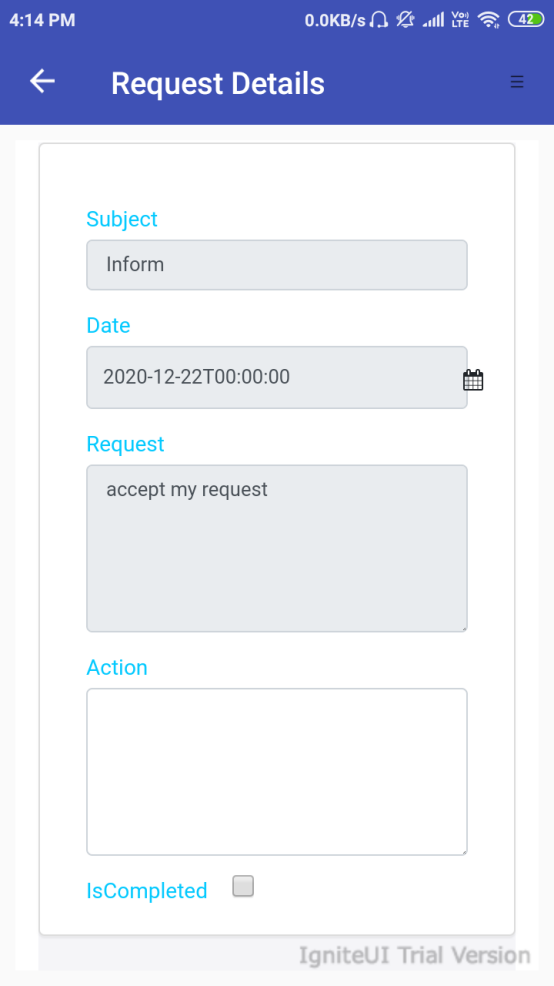 4:14 PM 0.0KB/s Vo) LTE 42
Request Details
Subject
Inform
Date
2020-12-22T00:00:00
Request
accept my request
Action
IsCompleted
IgniteUI Trial Version